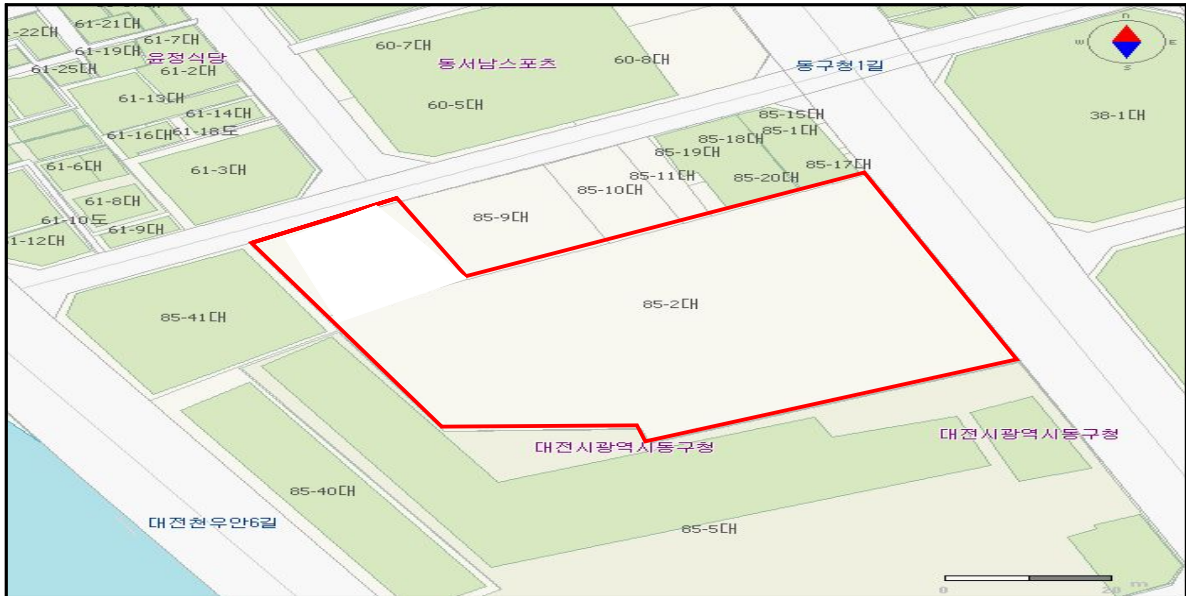 61-21대
1-22대
61-7대
61-19대
윤정식당
61-25대
61-2대
61-13대
61-14대
61-16대
61-18도
61-6대
61-3대
61-8대
61-10도
61-9대
61-12대
60-7대
60-8대
동서남스포츠
60-5대
동구청1길
n
W
E
S
38-1대
85-15대
85-18대
85-1대
85-19대
85-17대
85-11대
85-20대
85-10대
85-9대
85-2대
85-41대
대전시광역시동구청
대전시광역시동구청
85-40대
대전천우안6길
85-5대
0
20
m